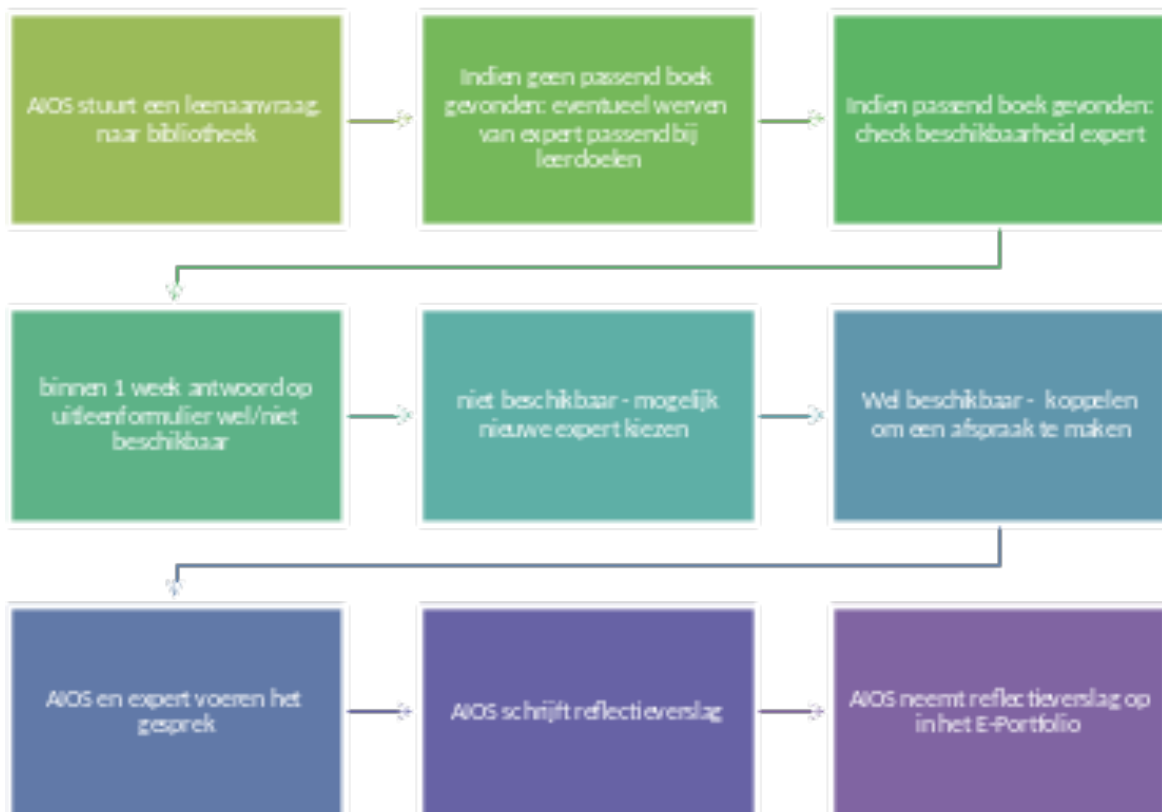 AIOS stuurt een leenaanvraag.
naar bibliotheek
Indien geen passend boek
gevonden: eventueel werven
van expert passend bij
leerdoelen
Indien passend boek gevonden:
check beschikbaarheid expert
binnen 1 week antwoord op
uitleenformulier wel/niet
beschikbaar
niet beschikbaar - mogelijk
nieuwe expert kiezen
Wel beschikbaar - koppelen
om een afspraak te maken
AIOS en expert voeren het
gesprek
AIOS schrijft reflectieverslag
AIOS neemt reflectieverslag op
in het E-Portfolio